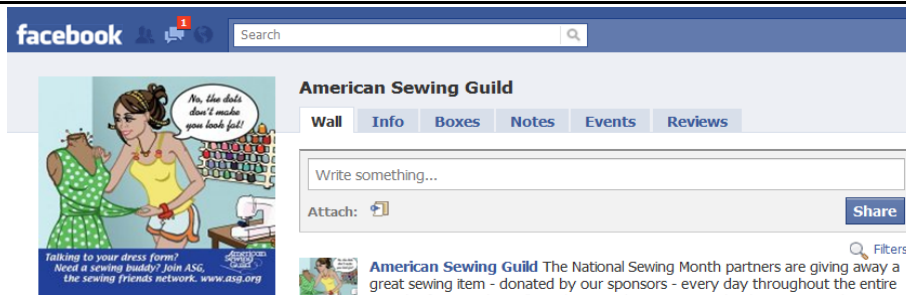 facebook
1
Search
American Sewing Guild
Wall Info Boxes Notes Events Reviews
Write something...
Attach:
Share
Filters
No, the dots
don't make
you look fat!
Talking to your dress form?
Need a sewing buddy? Join ASG,
the sewing friends network. www.asg.org
American
Sewing
Guild
American Sewing Guild The National Sewing Month partners are giving away a
great sewing item - donated by our sponsors - every day throughout the entire